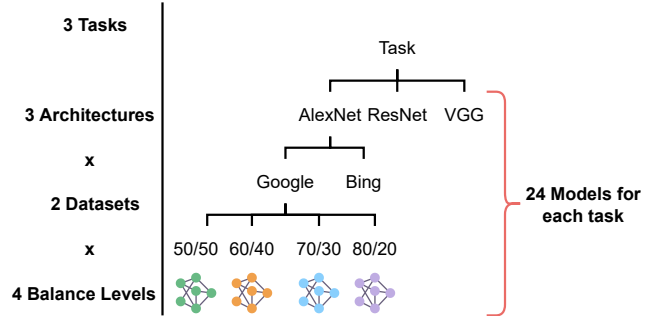 3 Tasks
Task
3 Architectures
AlexNet ResNet VGG
x
Google Bing
2 Datasets
24 Models for
each task
x
50/50 60/40 70/30 80/20
4 Balance Levels